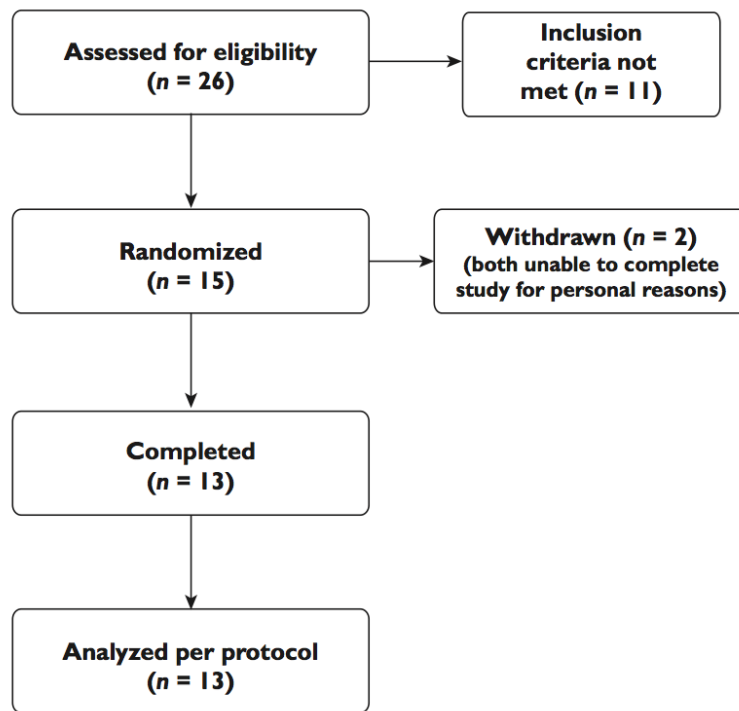 Assessed for eligibility
(n = 26)
Inclusion
criteria not
met (n = 11)
Randomized
(n = 15)
Withdrawn (n = 2)
(both unable to complete
study for personal reasons)
Completed
(n = 13)
Analyzed per protocol
(n = 13)